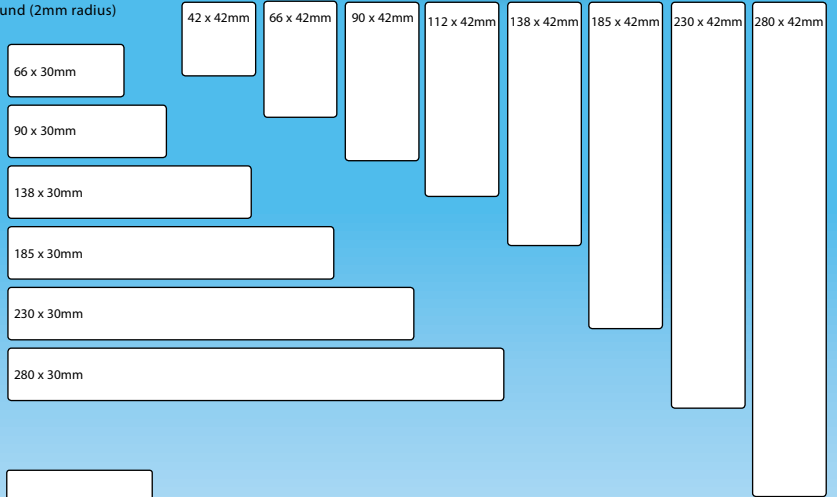 und (2mm radius)
42 x 42mm
66 x 42mm
90 x 42mm
112 x 42mm
138 x 42mm
185 x 42mm
230 x 42mm
280 x 42mm
66 x 30mm
90 x 30mm
138 x 30mm
185 x 30mm
230 x 30mm
280 x 30mm